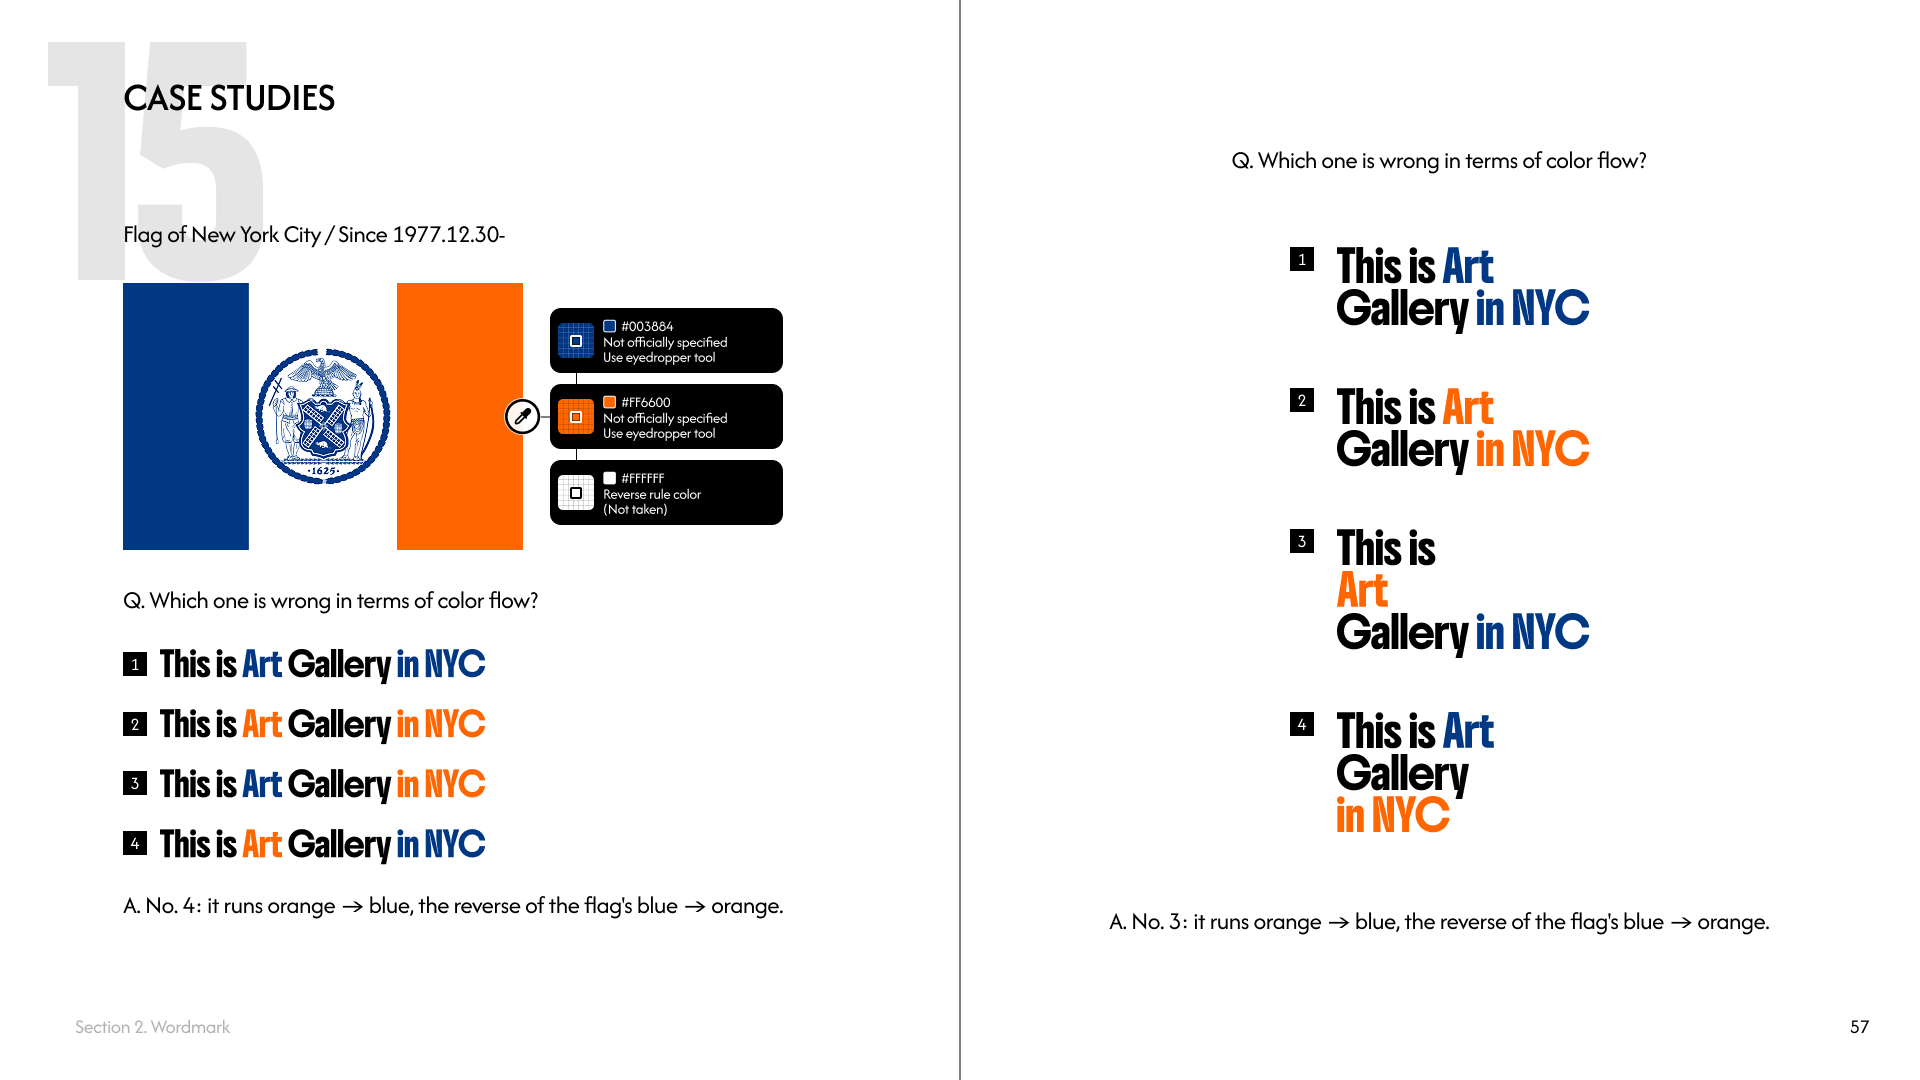 15
CASE STUDIES
Flag of New York City / Since 1977.12.30-
·1625·
#003884
Not officially specified
Use eyedropper tool
#FF6600
Not officially specified
Use eyedropper tool
#FFFFFF
Reverse rule color
(Not taken)
Q. Which one is wrong in terms of color flow?
1 This is Art Gallery in NYC
2 This is Art Gallery in NYC
3 This is Art Gallery in NYC
4 This is Art Gallery in NYC
A. No. 4: it runs orange → blue, the reverse of the flag's blue → orange.
Section 2. Wordmark
Q. Which one is wrong in terms of color flow?
1 This is Art
Gallery in NYC
2 This is Art
Gallery in NYC
3 This is
Art
Gallery in NYC
4 This is Art
Gallery
in NYC
A. No. 3: it runs orange → blue, the reverse of the flag's blue → orange.
57